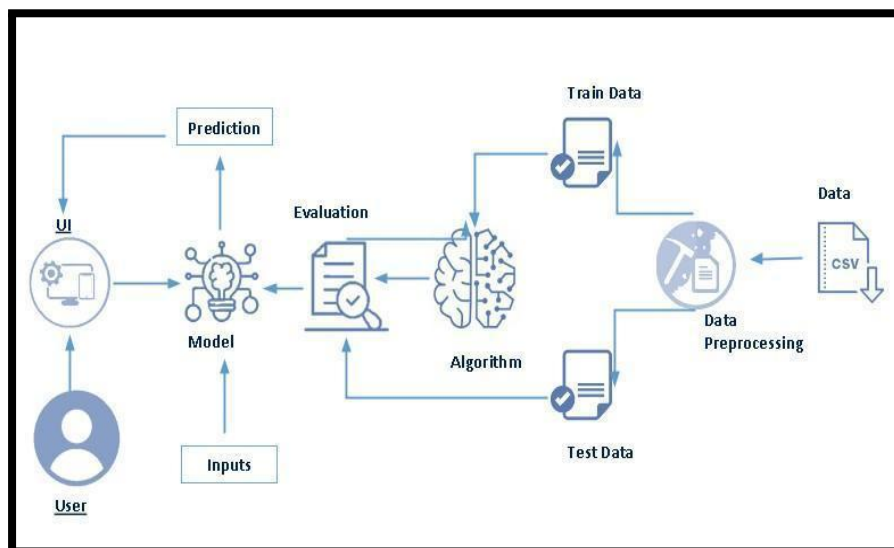 Train Data
Prediction
Data
Evaluation
UI
CSV
Model
Algorithm
Data
Preprocessing
Inputs
Test Data
User